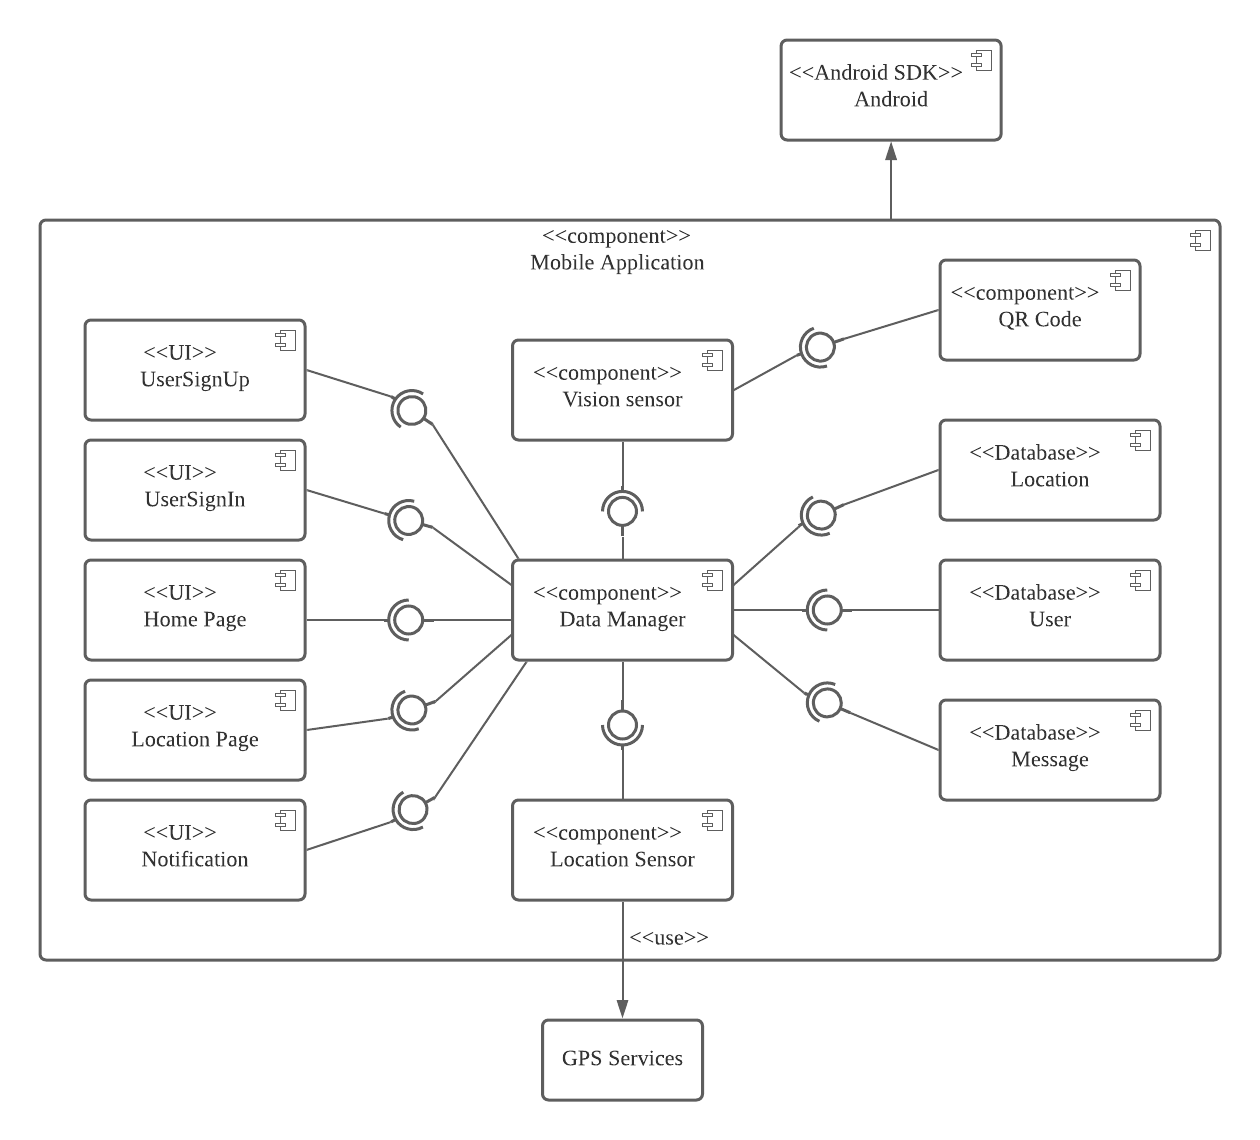 <<Android SDK>>
Android
<<component>>
Mobile Application
<<component>>
QR Code
<<UI>>
UserSignUp
<<component>>
Vision sensor
<<UI>>
UserSignIn
<<Database>>
Location
<<UI>>
Home Page
<<component>>
Data Manager
<<Database>>
User
<<UI>>
Location Page
<<Database>>
Message
<<UI>>
Notification
<<component>>
Location Sensor
<<use>>
GPS Services